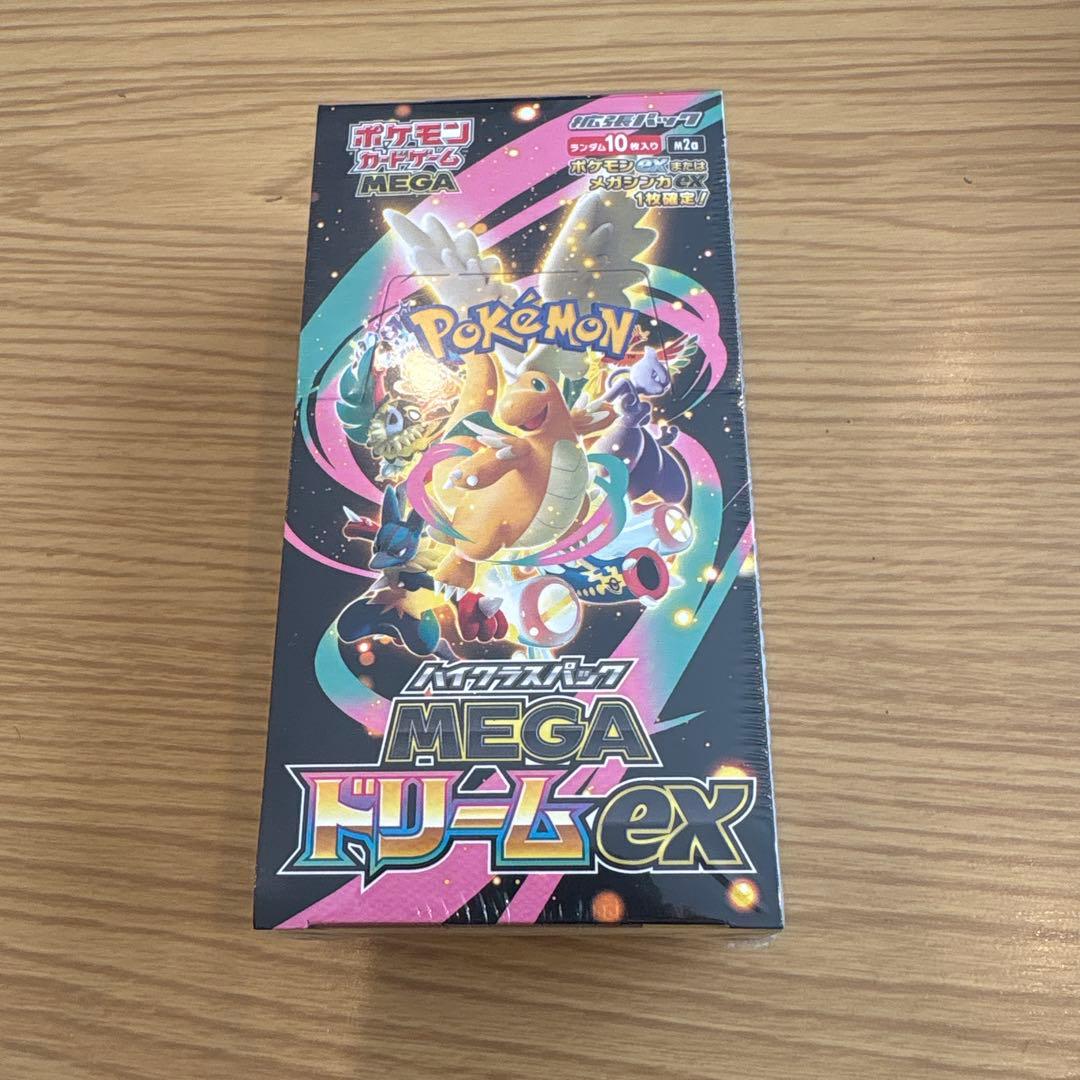 ポケモン
カードゲーム
MEGA
拡張パック
ランダム10枚入り M2a
ポケモンexまたは
メガシンカex
1枚確定!
POKéMON
ハイクラスパック
MEGA
ドリームex